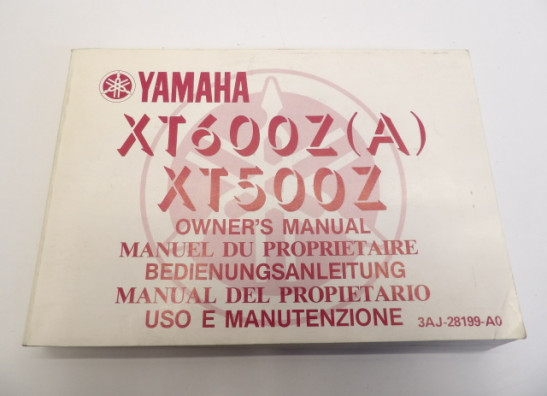 YAMAHA
XT600Z(A)
XT500Z
OWNER'S MANUAL
MANUEL DU PROPRIETAIRE
BEDIENUNGSANLEITUNG
MANUAL DEL PROPIETARIO
USO E MANUTENZIONE 3AJ-28199-A0